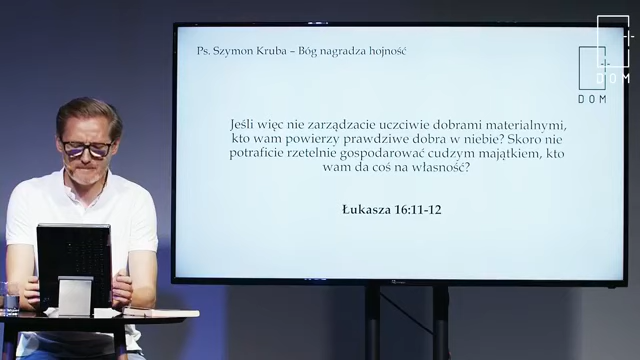 Ps. Szymon Kruba – Bóg nagradza hojność
DOM
DOM
Jeśli więc nie zarządzacie uczciwie dobrami materialnymi,
kto wam powierzy prawdziwe dobra w niebie? Skoro nie
potraficie rzetelnie gospodarować cudzym majątkiem, kto
wam da coś na własność?
Łukasza 16:11-12